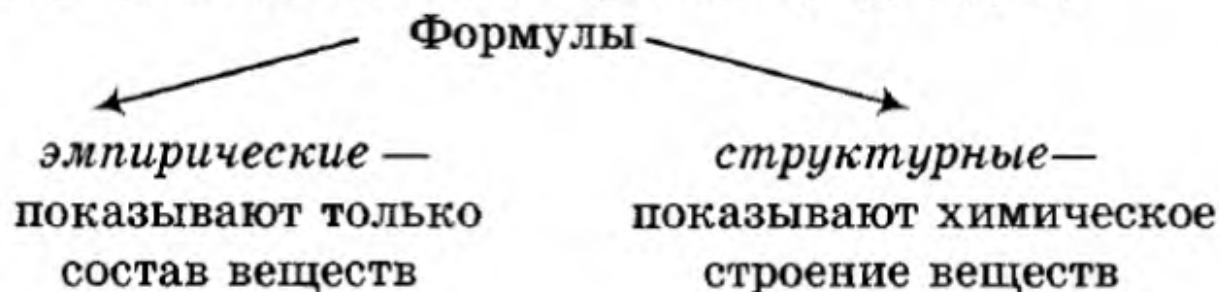 Формулы
эмпирические —
показывают только
состав веществ
структурные—
показывают химическое
строение веществ